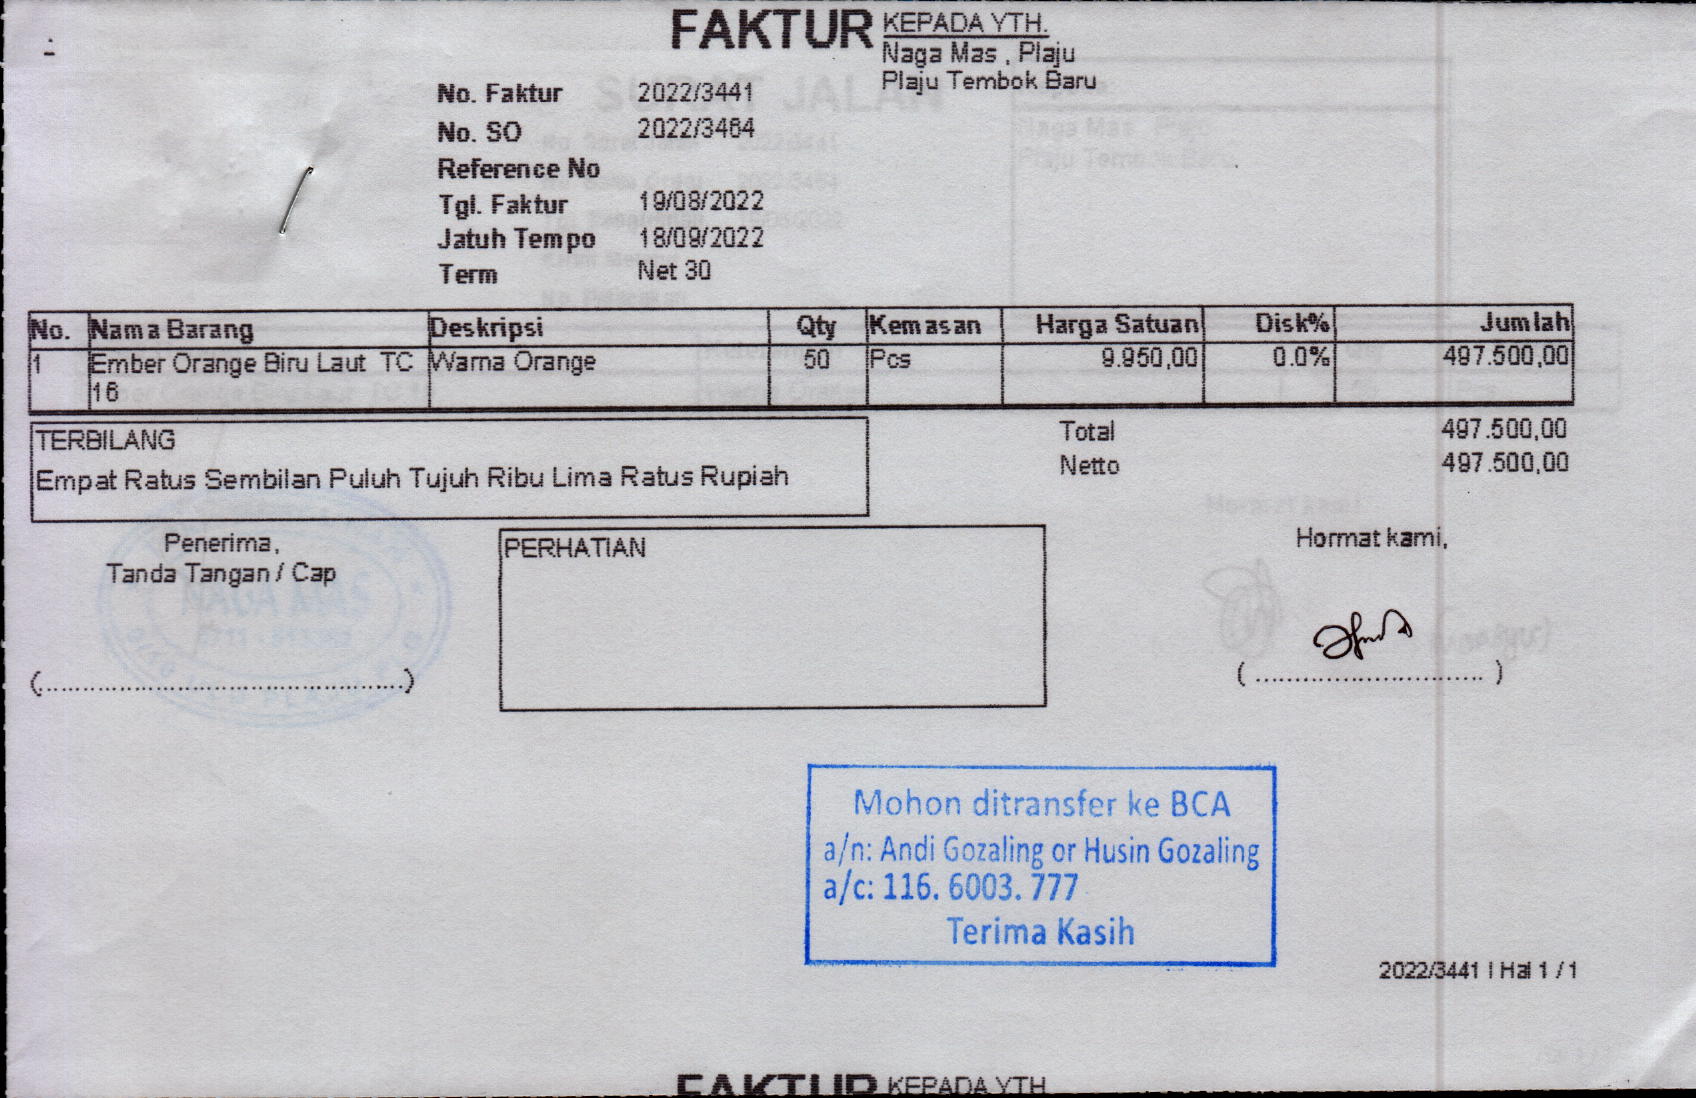 FAKTUR
KEPADA YTH.
Naga Mas , Plaju
Plaju Tembok Baru
No. Faktur 2022/3441
No. SO 2022/3464
Reference No
Tgl. Faktur 19/08/2022
Jatuh Tempo 18/09/2022
Term Net 30
No. Nama Barang Deskripsi Qty Kemasan Harga Satuan Disk% Jumlah
1 Ember Orange Biru Laut TC Warna Orange 50 Pcs 9.950,00 0.0% 497.500,00
16
TERBILANG
Empat Ratus Sembilan Puluh Tujuh Ribu Lima Ratus Rupiah
Total 497.500,00
Netto 497.500,00
Penerima,
Tanda Tangan / Cap
NAGA MAS
(..................................................)
PERHATIAN
Hormat kami,
( ............................... )
Mohon ditransfer ke BCA
a/n: Andi Gozaling or Husin Gozaling
a/c: 116. 6003. 777
Terima Kasih
2022/3441 | Hal 1 / 1
FAKTUR KEPADA YTH